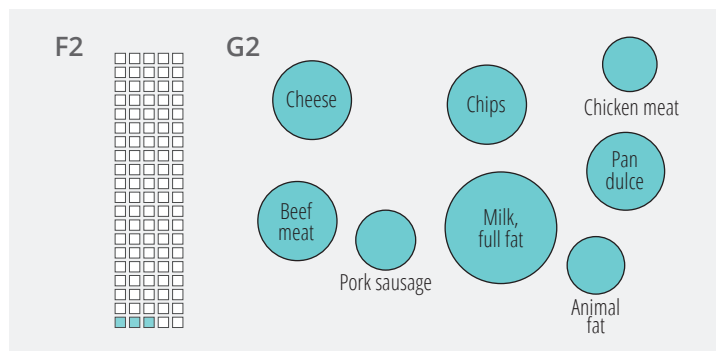 F2
G2
Cheese
Chips
Chicken meat
Pan
dulce
Beef
meat
Milk,
full fat
Pork sausage
Animal
fat